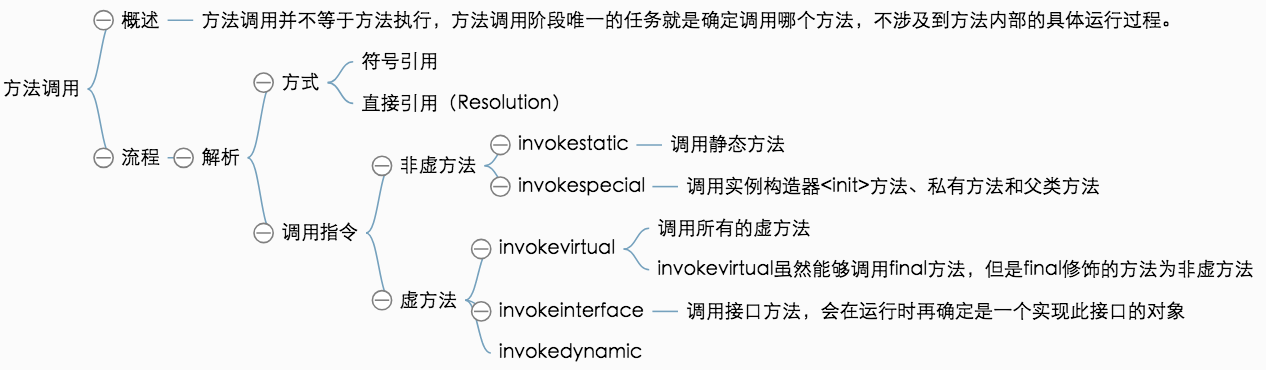 方法调用
概述
方法调用并不等于方法执行，方法调用阶段唯一的任务就是确定调用哪个方法，不涉及到方法内部的具体运行过程。
流程
解析
方式
符号引用
直接引用（Resolution）
调用指令
非虚方法
invokestatic
调用静态方法
invokespecial
调用实例构造器<init>方法、私有方法和父类方法
虚方法
invokevirtual
调用所有的虚方法
invokevirtual虽然能够调用final方法，但是final修饰的方法为非虚方法
invokeinterface
调用接口方法，会在运行时再确定是一个实现此接口的对象
invokedynamic